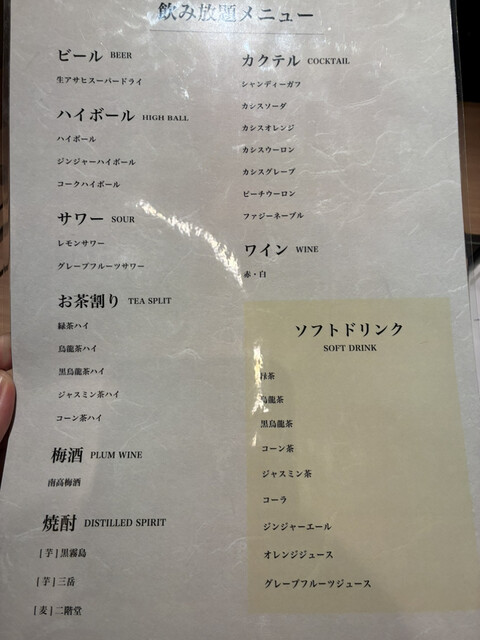 飲み放題メニュー
ビール BEER
生アサヒスーパードライ
ハイボール HIGH BALL
ハイボール
ジンジャーハイボール
コークハイボール
サワー SOUR
レモンサワー
グレープフルーツサワー
お茶割り TEA SPLIT
緑茶ハイ
烏龍茶ハイ
黒烏龍茶ハイ
ジャスミン茶ハイ
コーン茶ハイ
梅酒 PLUM WINE
南高梅酒
焼酎 DISTILLED SPIRIT
[芋]黒霧島
[芋]三岳
[麦]二階堂
カクテル COCKTAIL
シャンディーガフ
カシスソーダ
カシスオレンジ
カシスウーロン
カシスグレープ
ピーチウーロン
ファジーネーブル
ワイン WINE
赤・白
ソフトドリンク
SOFT DRINK
緑茶
烏龍茶
黒烏龍茶
コーン茶
ジャスミン茶
コーラ
ジンジャーエール
オレンジジュース
グレープフルーツジュース